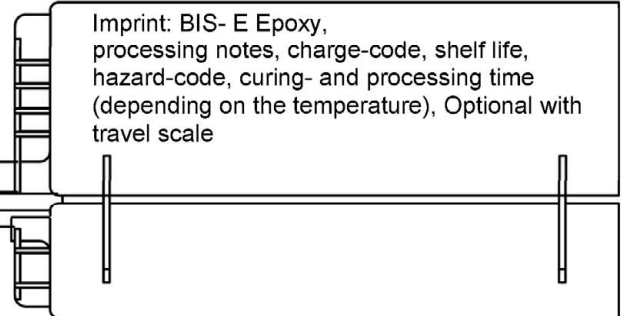 Imprint: BIS- E Epoxy,
processing notes, charge-code, shelf life,
hazard-code, curing- and processing time
(depending on the temperature), Optional with
travel scale